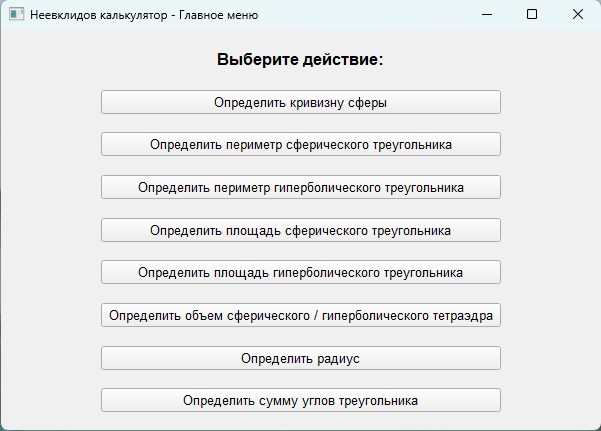 Неевклидов калькулятор - Главное меню
Выберите действие:
Определить кривизну сферы
Определить периметр сферического треугольника
Определить периметр гиперболического треугольника
Определить площадь сферического треугольника
Определить площадь гиперболического треугольника
Определить объем сферического / гиперболического тетраэдра
Определить радиус
Определить сумму углов треугольника